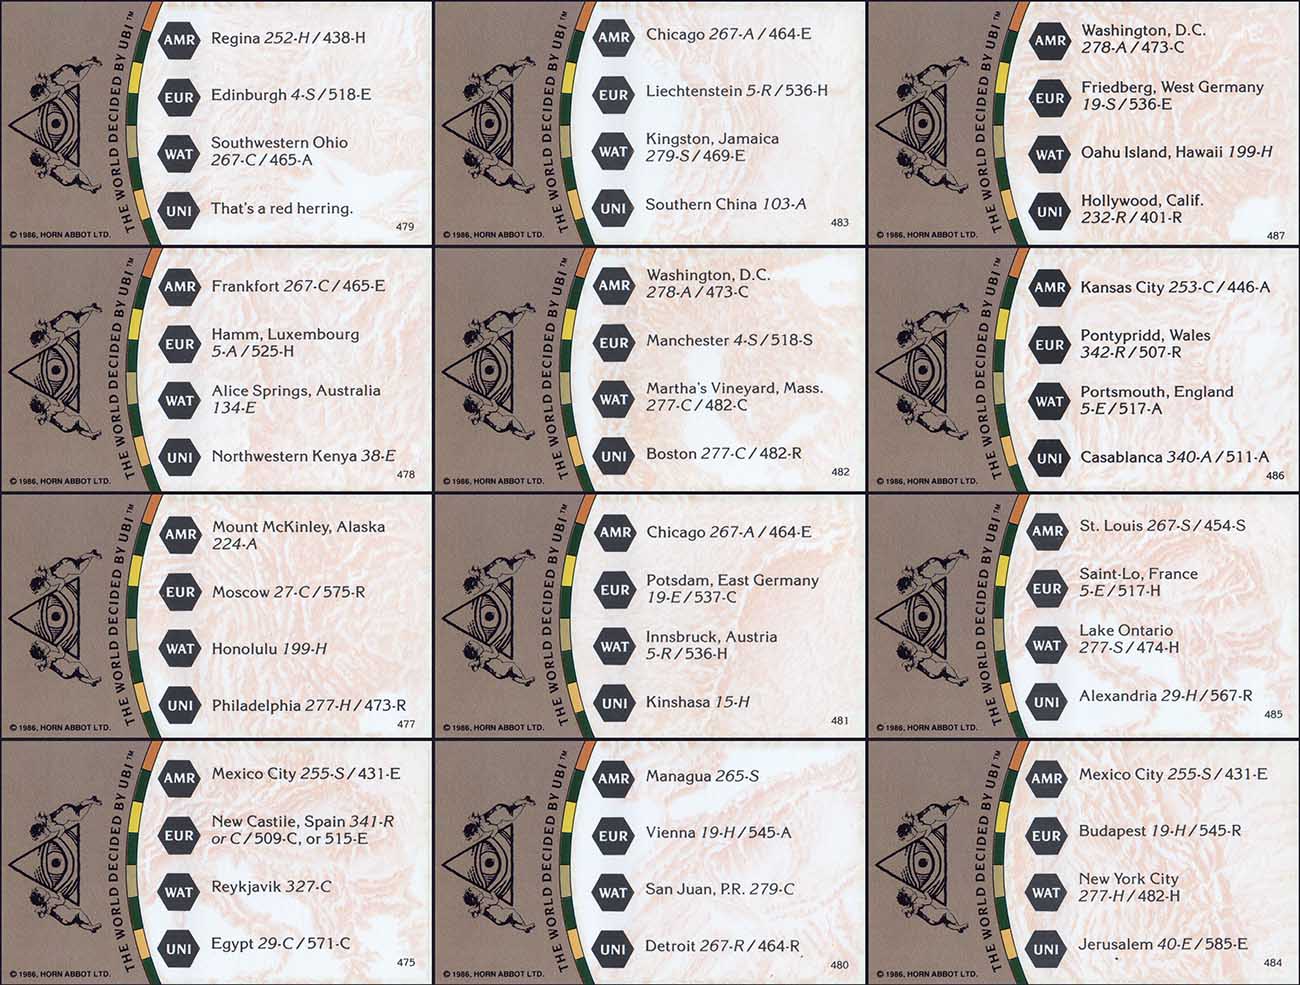 THE WORLD DECIDED BY UBI™
AMR Regina 252-H / 438-H
EUR Edinburgh 4-S / 518-E
WAT Southwestern Ohio
267-C / 465-A
UNI That's a red herring.
479
© 1986, HORN ABBOT LTD.
THE WORLD DECIDED BY UBI™
AMR Chicago 267-A / 464-E
EUR Liechtenstein 5-R / 536-H
WAT Kingston, Jamaica
279-S / 469-E
UNI Southern China 103-A
483
© 1986, HORN ABBOT LTD.
THE WORLD DECIDED BY UBI™
AMR Washington, D.C.
278-A / 473-C
EUR Friedberg, West Germany
19-S / 536-E
WAT Oahu Island, Hawaii 199-H
UNI Hollywood, Calif.
232-R / 401-R
487
© 1986, HORN ABBOT LTD.
THE WORLD DECIDED BY UBI™
AMR Frankfort 267-C / 465-E
EUR Hamm, Luxembourg
5-A / 525-H
WAT Alice Springs, Australia
134-E
UNI Northwestern Kenya 38-E
478
© 1986, HORN ABBOT LTD.
THE WORLD DECIDED BY UBI™
AMR Washington, D.C.
278-A / 473-C
EUR Manchester 4-S / 518-S
WAT Martha's Vineyard, Mass.
277-C / 482-C
UNI Boston 277-C / 482-R
482
© 1986, HORN ABBOT LTD.
THE WORLD DECIDED BY UBI™
AMR Kansas City 253-C / 446-A
EUR Pontypridd, Wales
342-R / 507-R
WAT Portsmouth, England
5-E / 517-A
UNI Casablanca 340-A / 511-A
486
© 1986, HORN ABBOT LTD.
THE WORLD DECIDED BY UBI™
AMR Mount McKinley, Alaska
224-A
EUR Moscow 27-C / 575-R
WAT Honolulu 199-H
UNI Philadelphia 277-H / 473-R
477
© 1986, HORN ABBOT LTD.
THE WORLD DECIDED BY UBI™
AMR Chicago 267-A / 464-E
EUR Potsdam, East Germany
19-E / 537-C
WAT Innsbruck, Austria
5-R / 536-H
UNI Kinshasa 15-H
481
© 1986, HORN ABBOT LTD.
THE WORLD DECIDED BY UBI™
AMR St. Louis 267-S / 454-S
EUR Saint-Lo, France
5-E / 517-H
WAT Lake Ontario
277-S / 474-H
UNI Alexandria 29-H / 567-R
485
© 1986, HORN ABBOT LTD.
THE WORLD DECIDED BY UBI™
AMR Mexico City 255-S / 431-E
EUR New Castile, Spain 341-R
or C / 509-C, or 515-E
WAT Reykjavik 327-C
UNI Egypt 29-C / 571-C
475
© 1986, HORN ABBOT LTD.
THE WORLD DECIDED BY UBI™
AMR Managua 265-S
EUR Vienna 19-H / 545-A
WAT San Juan, P.R. 279-C
UNI Detroit 267-R / 464-R
480
© 1986, HORN ABBOT LTD.
THE WORLD DECIDED BY UBI™
AMR Mexico City 255-S / 431-E
EUR Budapest 19-H / 545-R
WAT New York City
277-H / 482-H
UNI Jerusalem 40-E / 585-E
484
© 1986, HORN ABBOT LTD.